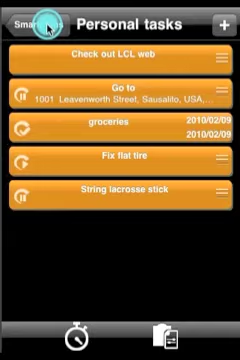 Personal tasks
Check out LCL web
Go to
1001 Leavenworth Street, Sausalito, USA,...
groceries
2010/02/09
2010/02/09
Fix flat tire
String lacrosse stick